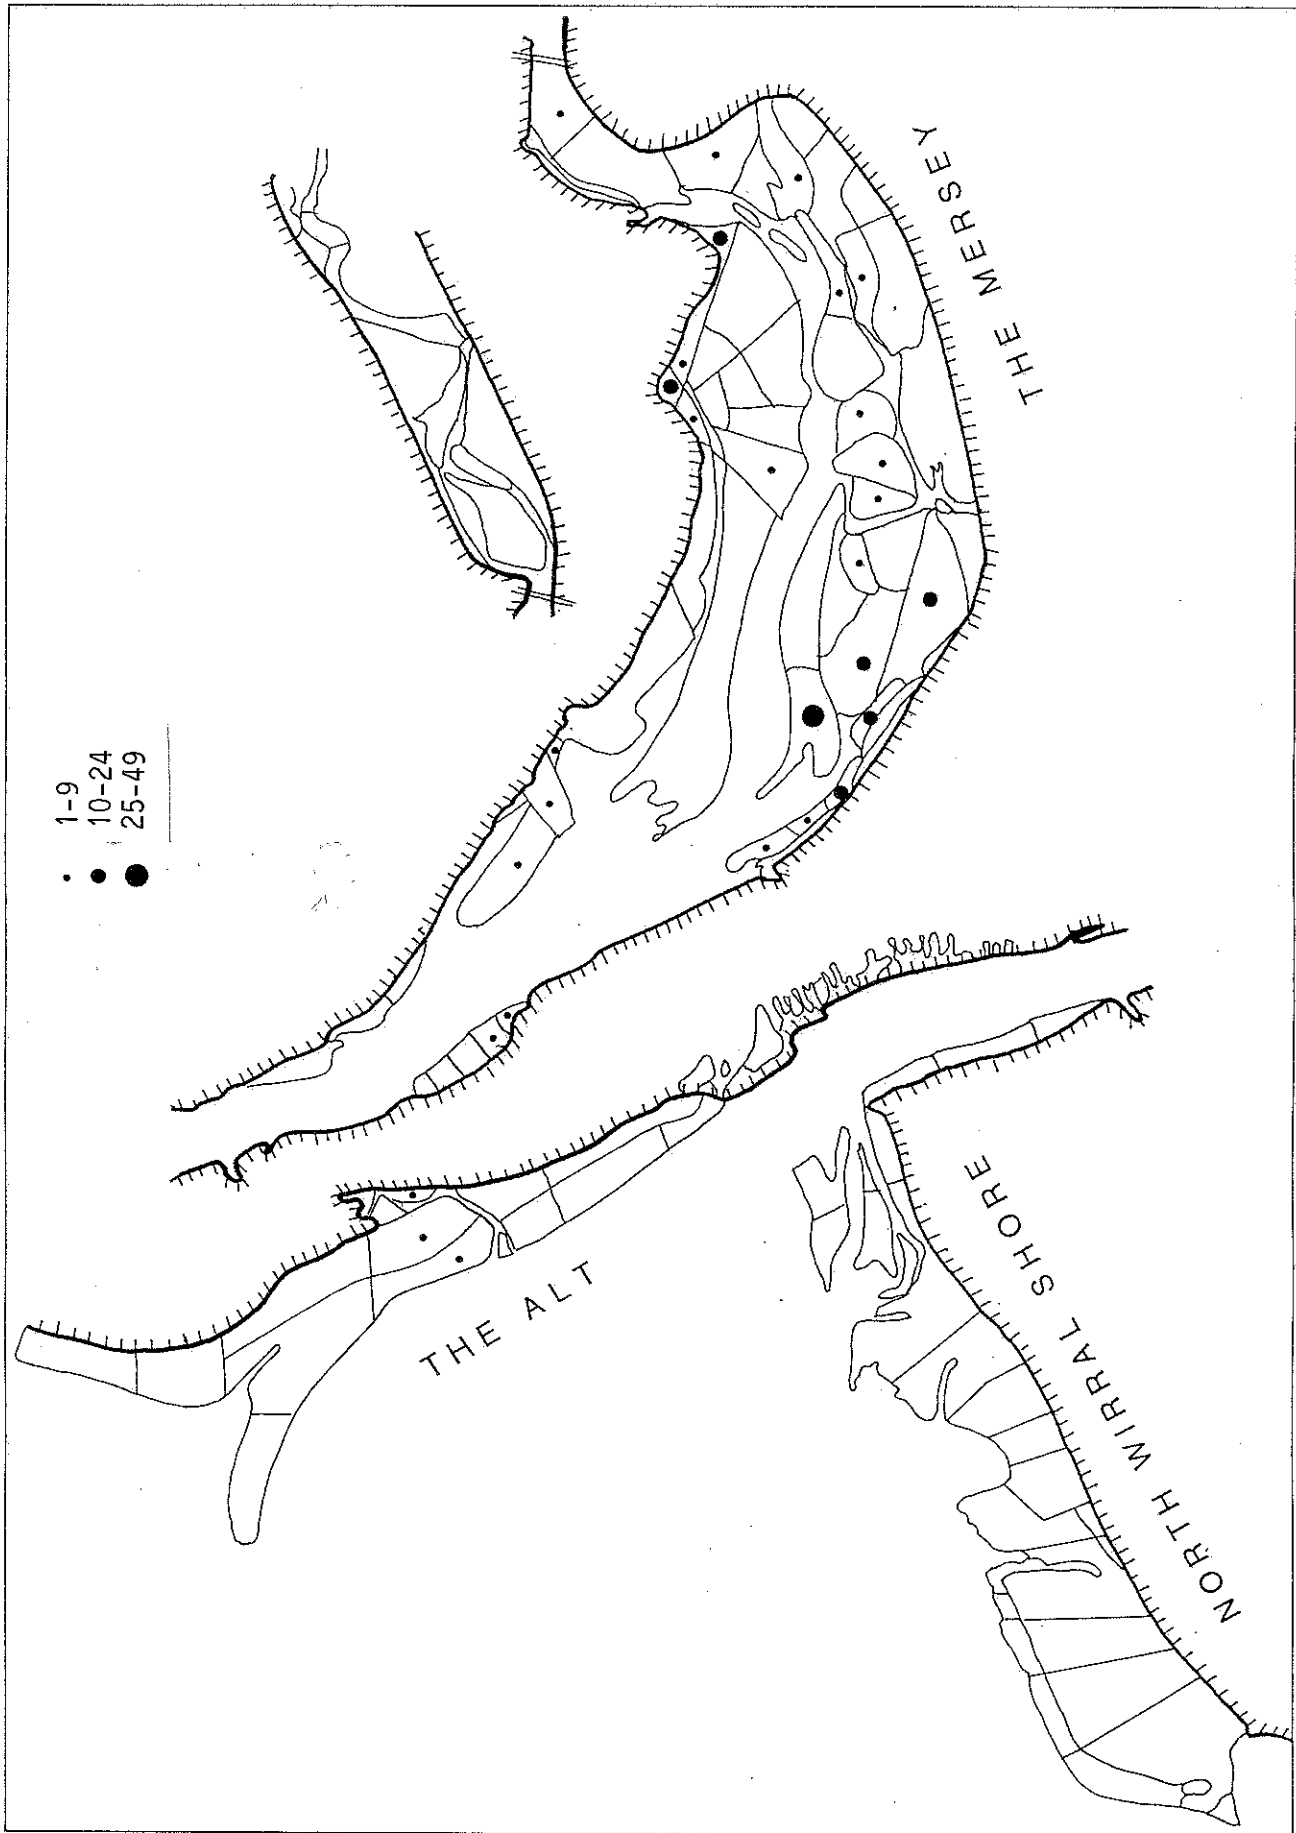 1-9
10-24
25-49
THE MERSEY
THE ALT
NORTH WIRRAL SHORE